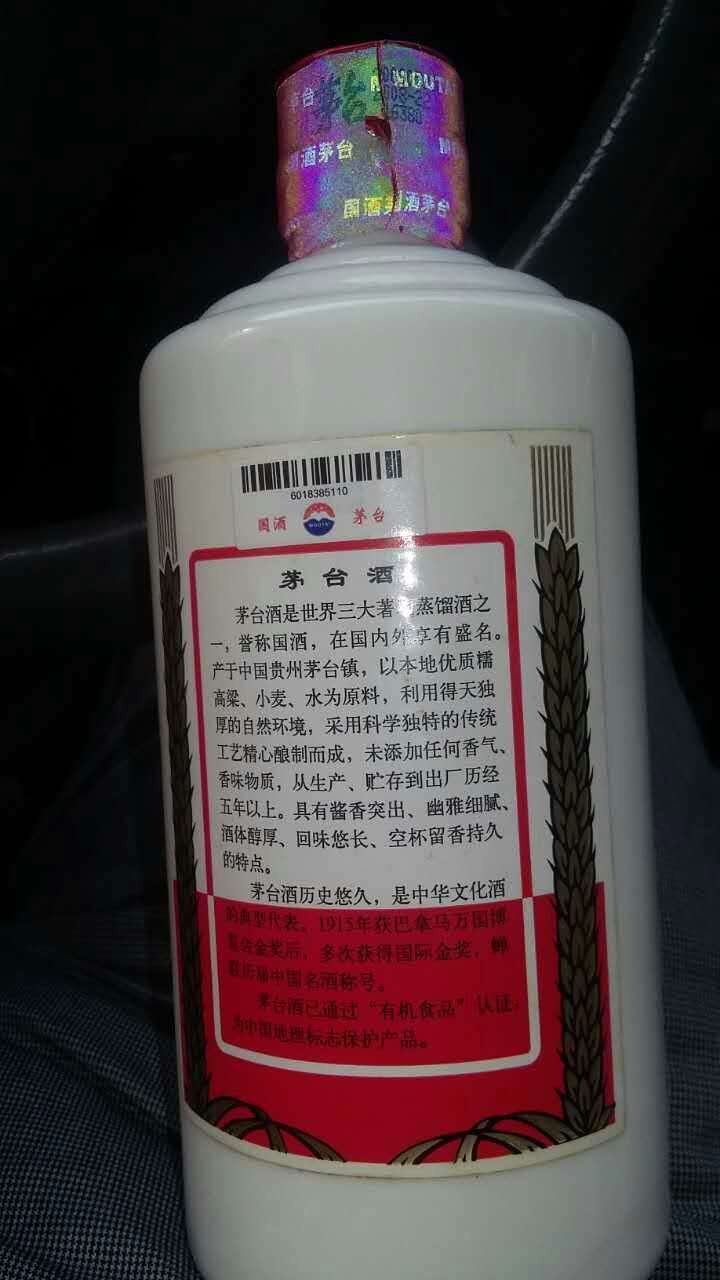 茅台
MOUTA
茅台
国酒茅台
国酒茅台
6018385110
国酒 茅台
茅台酒
茅台酒是世界三大著 蒸馏酒之
一，誉称国酒，在国内外享有盛名。
产于中国贵州茅台镇，以本地优质糯
高粱、小麦、水为原料，利用得天独
厚的自然环境，采用科学独特的传统
工艺精心酿制而成，未添加任何香气、
香味物质，从生产、贮存到出厂历经
五年以上。具有酱香突出、幽雅细腻、
酒体醇厚、回味悠长、空杯留香持久
的特点。
茅台酒历史悠久，是中华文化酒
的典型代表。1915年获巴拿马万国博
览会金奖后，多次获得国际金奖，蝉
联历届中国名酒称号。
茅台酒已通过“有机食品”认证，
为中国地理标志保护产品。